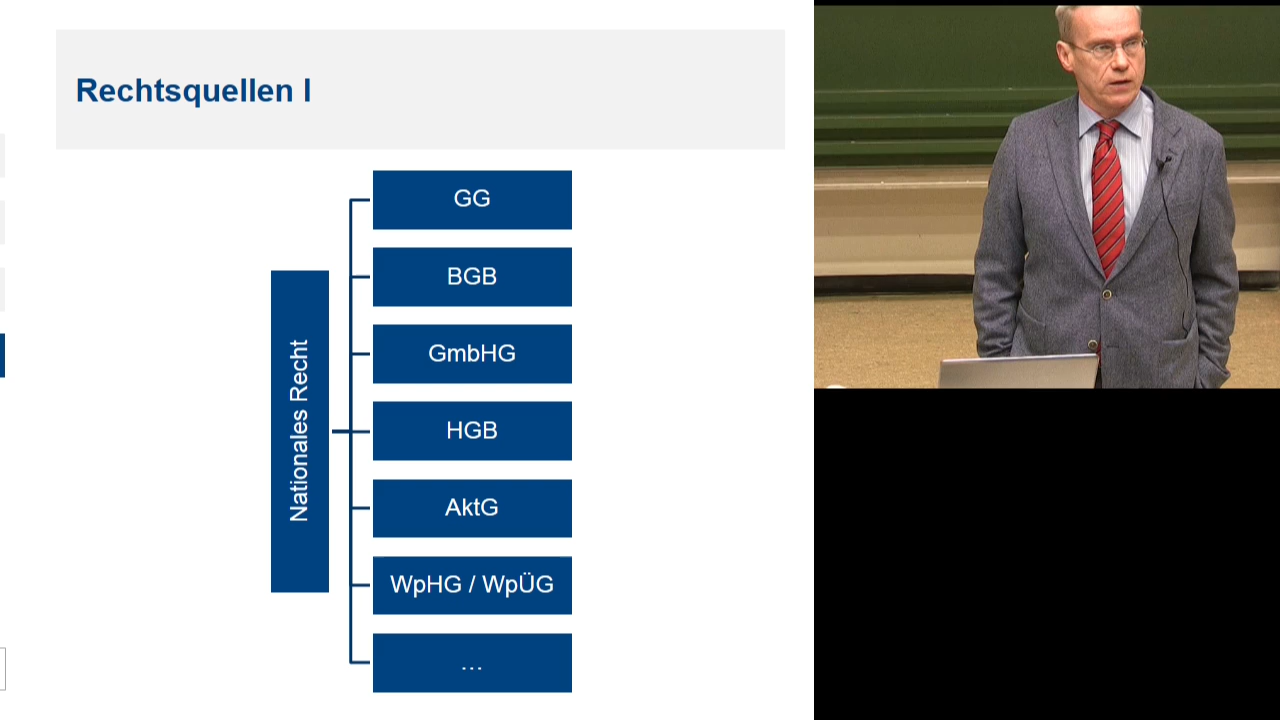 Rechtsquellen I
Nationales Recht
GG
BGB
GmbHG
HGB
AktG
WpHG / WpÜG
...